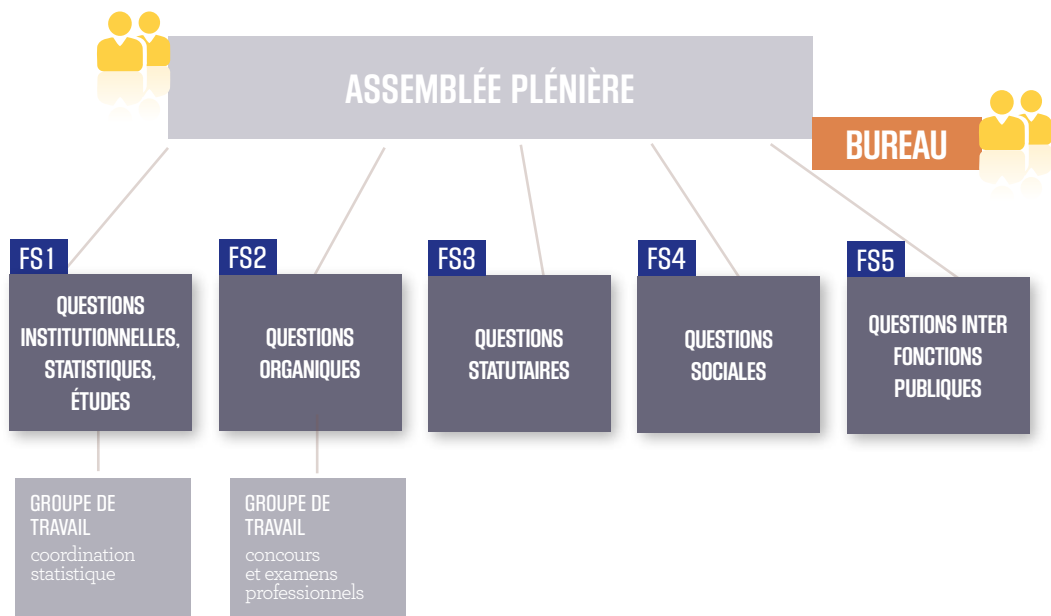 ASSEMBLÉE PLÉNIÈRE
BUREAU
FS1
QUESTIONS
INSTITUTIONNELLES,
STATISTIQUES,
ÉTUDES
FS2
QUESTIONS
ORGANIQUES
FS3
QUESTIONS
STATUTAIRES
FS4
QUESTIONS
SOCIALES
FS5
QUESTIONS INTER
FONCTIONS
PUBLIQUES
GROUPE DE
TRAVAIL
coordination
statistique
GROUPE DE
TRAVAIL
concours
et examens
professionnels